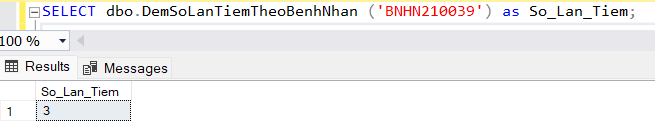 SELECT dbo.DemSoLanTiemTheoBenhNhan ('BNHN210039') as So_Lan_Tiem;
100 %
Results Messages
So_Lan_Tiem
1 3